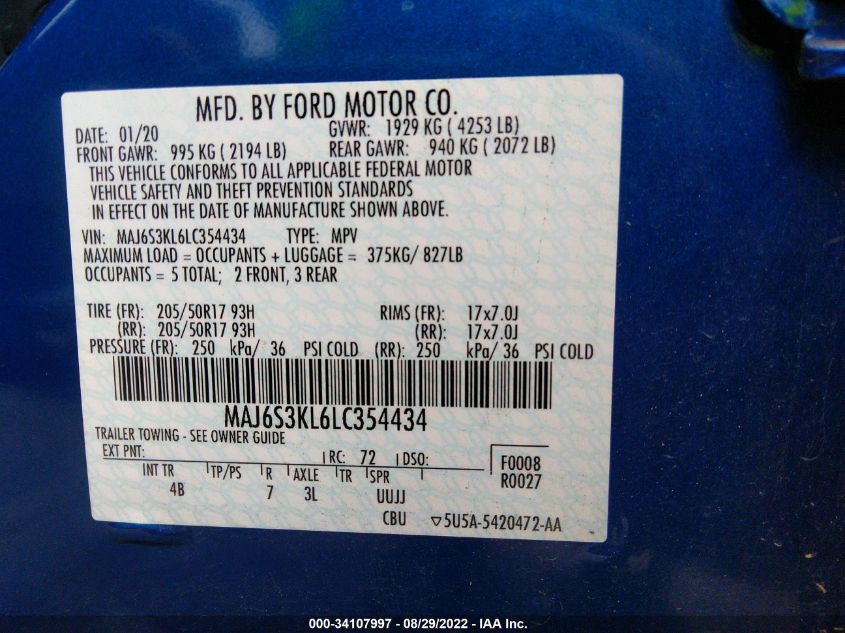 MFD. BY FORD MOTOR CO.
DATE: 01/20 GVWR: 1929 KG ( 4253 LB)
FRONT GAWR: 995 KG ( 2194 LB) REAR GAWR: 940 KG ( 2072 LB)
THIS VEHICLE CONFORMS TO ALL APPLICABLE FEDERAL MOTOR
VEHICLE SAFETY AND THEFT PREVENTION STANDARDS
IN EFFECT ON THE DATE OF MANUFACTURE SHOWN ABOVE.
VIN: MAJ6S3KL6LC354434 TYPE: MPV
MAXIMUM LOAD = OCCUPANTS + LUGGAGE = 375KG/ 827LB
OCCUPANTS = 5 TOTAL; 2 FRONT, 3 REAR
TIRE (FR): 205/50R17 93H RIMS (FR): 17x7.0J
(RR): 205/50R17 93H (RR): 17x7.0J
PRESSURE (FR): 250 kPa/ 36 PSI COLD (RR): 250 kPa/ 36 PSI COLD
MAJ6S3KL6LC354434
TRAILER TOWING - SEE OWNER GUIDE
EXT PNT: RC: 72 DSO: F0008
R0027
INT TR TP/PS R AXLE TR SPR
4B 7 3L UUJJ
CBU ▽5U5A-5420472-AA
000-34107997 - 08/29/2022 - IAA Inc.